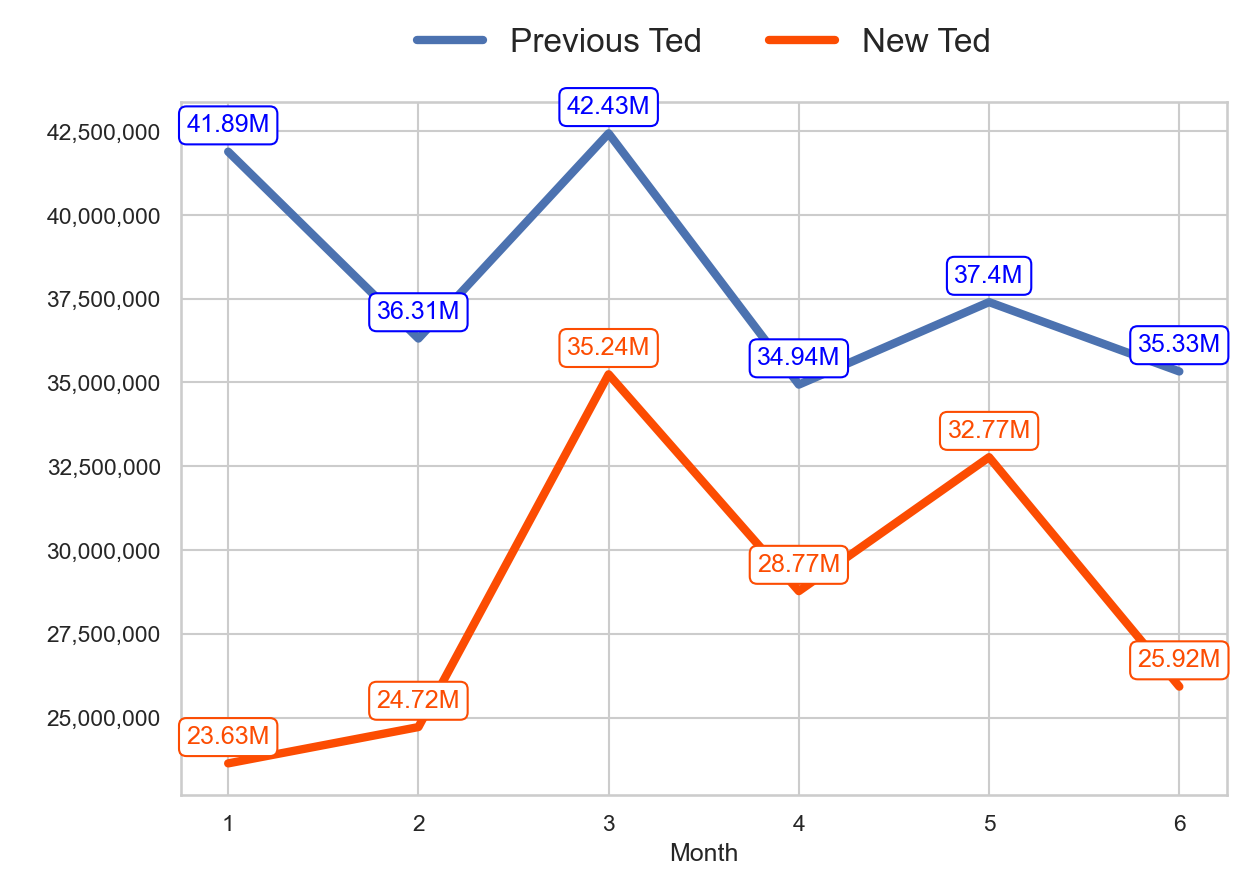 Previous Ted New Ted
42,500,000
40,000,000
37,500,000
35,000,000
32,500,000
30,000,000
27,500,000
25,000,000
41.89M
36.31M
42.43M
34.94M
37.4M
35.33M
23.63M
24.72M
35.24M
28.77M
32.77M
25.92M
1 2 3 4 5 6
Month